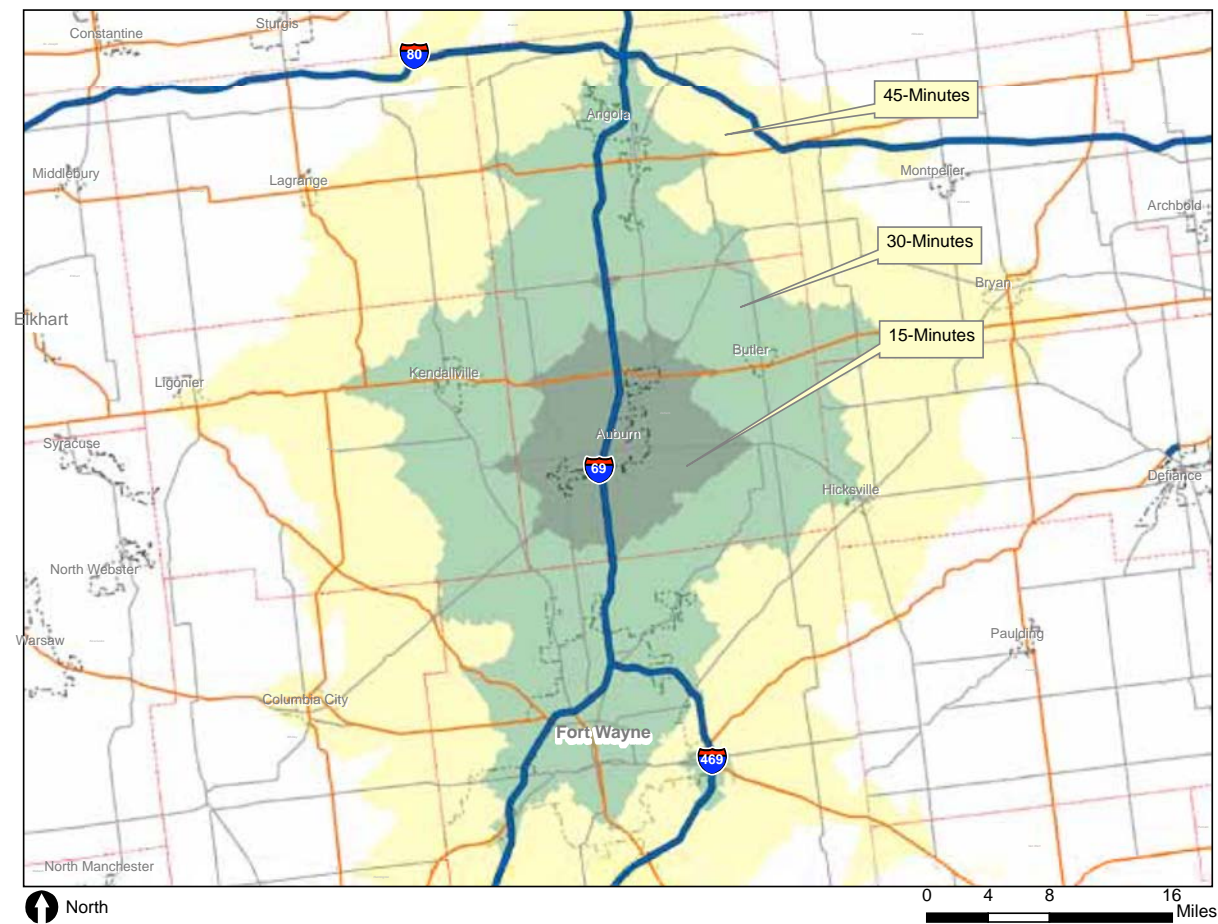 Constantine
Sturgis
80
45-Minutes
Angola
Middlebury
Lagrange
Montpelier
Archbold
30-Minutes
Bryan
Elkhart
15-Minutes
Butler
Kendallville
Ligonier
Auburn
Syracuse
69
Defiance
Hicksville
North Webster
Paulding
Warsaw
Columbia City
Fort Wayne
469
North Manchester
North
0 4 8 16
Miles